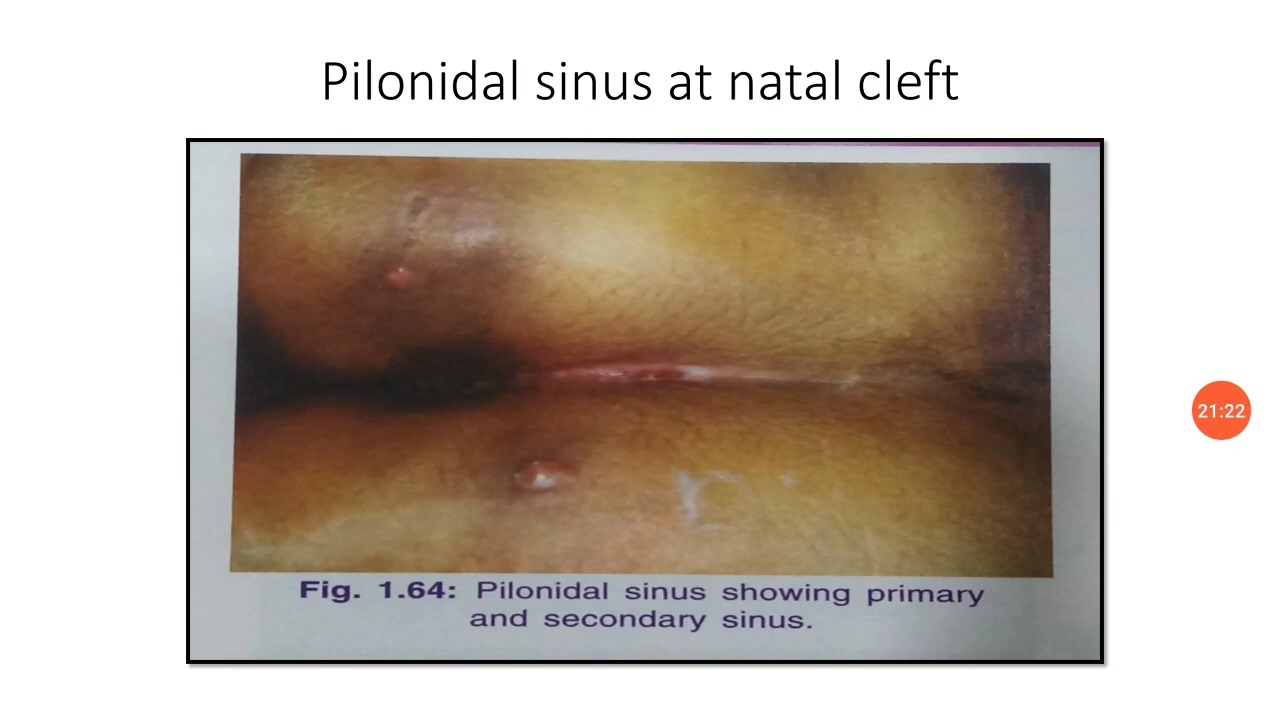 Pilonidal sinus at natal cleft
21:22
Fig. 1.64: Pilonidal sinus showing primary
and secondary sinus.